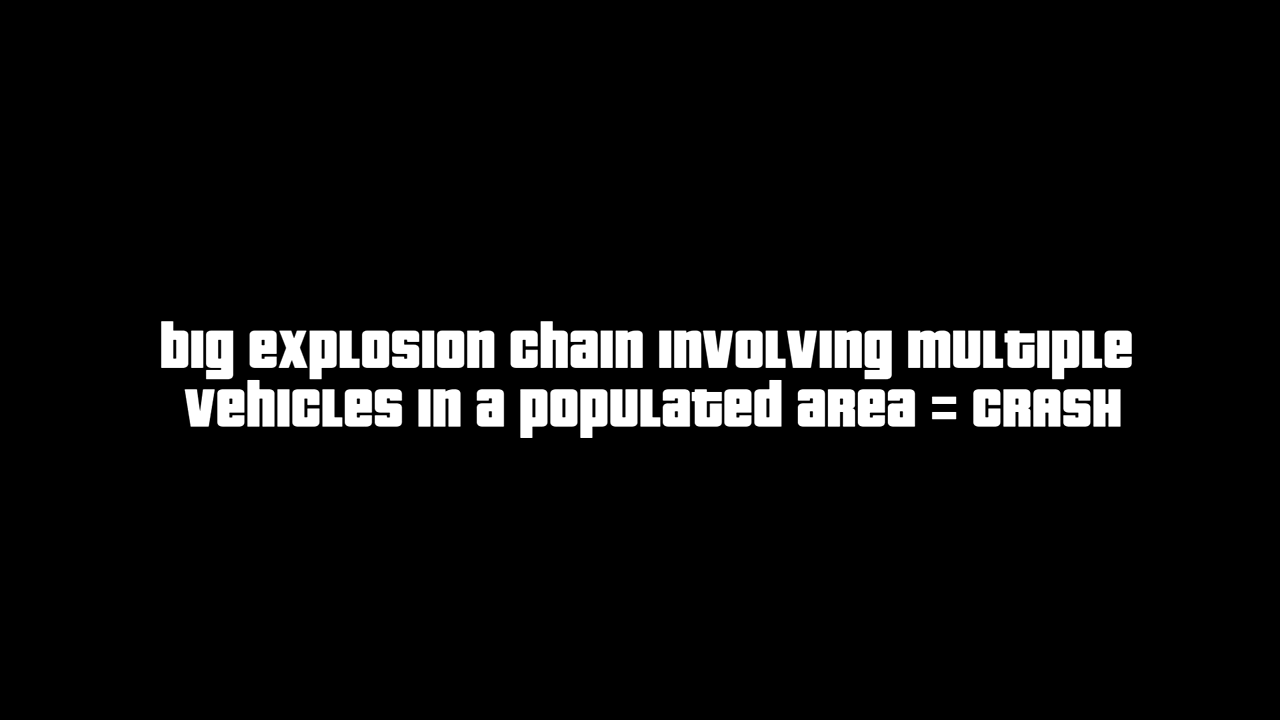 Big explosion chain involving multiple
vehicles in a populated area = CRASH